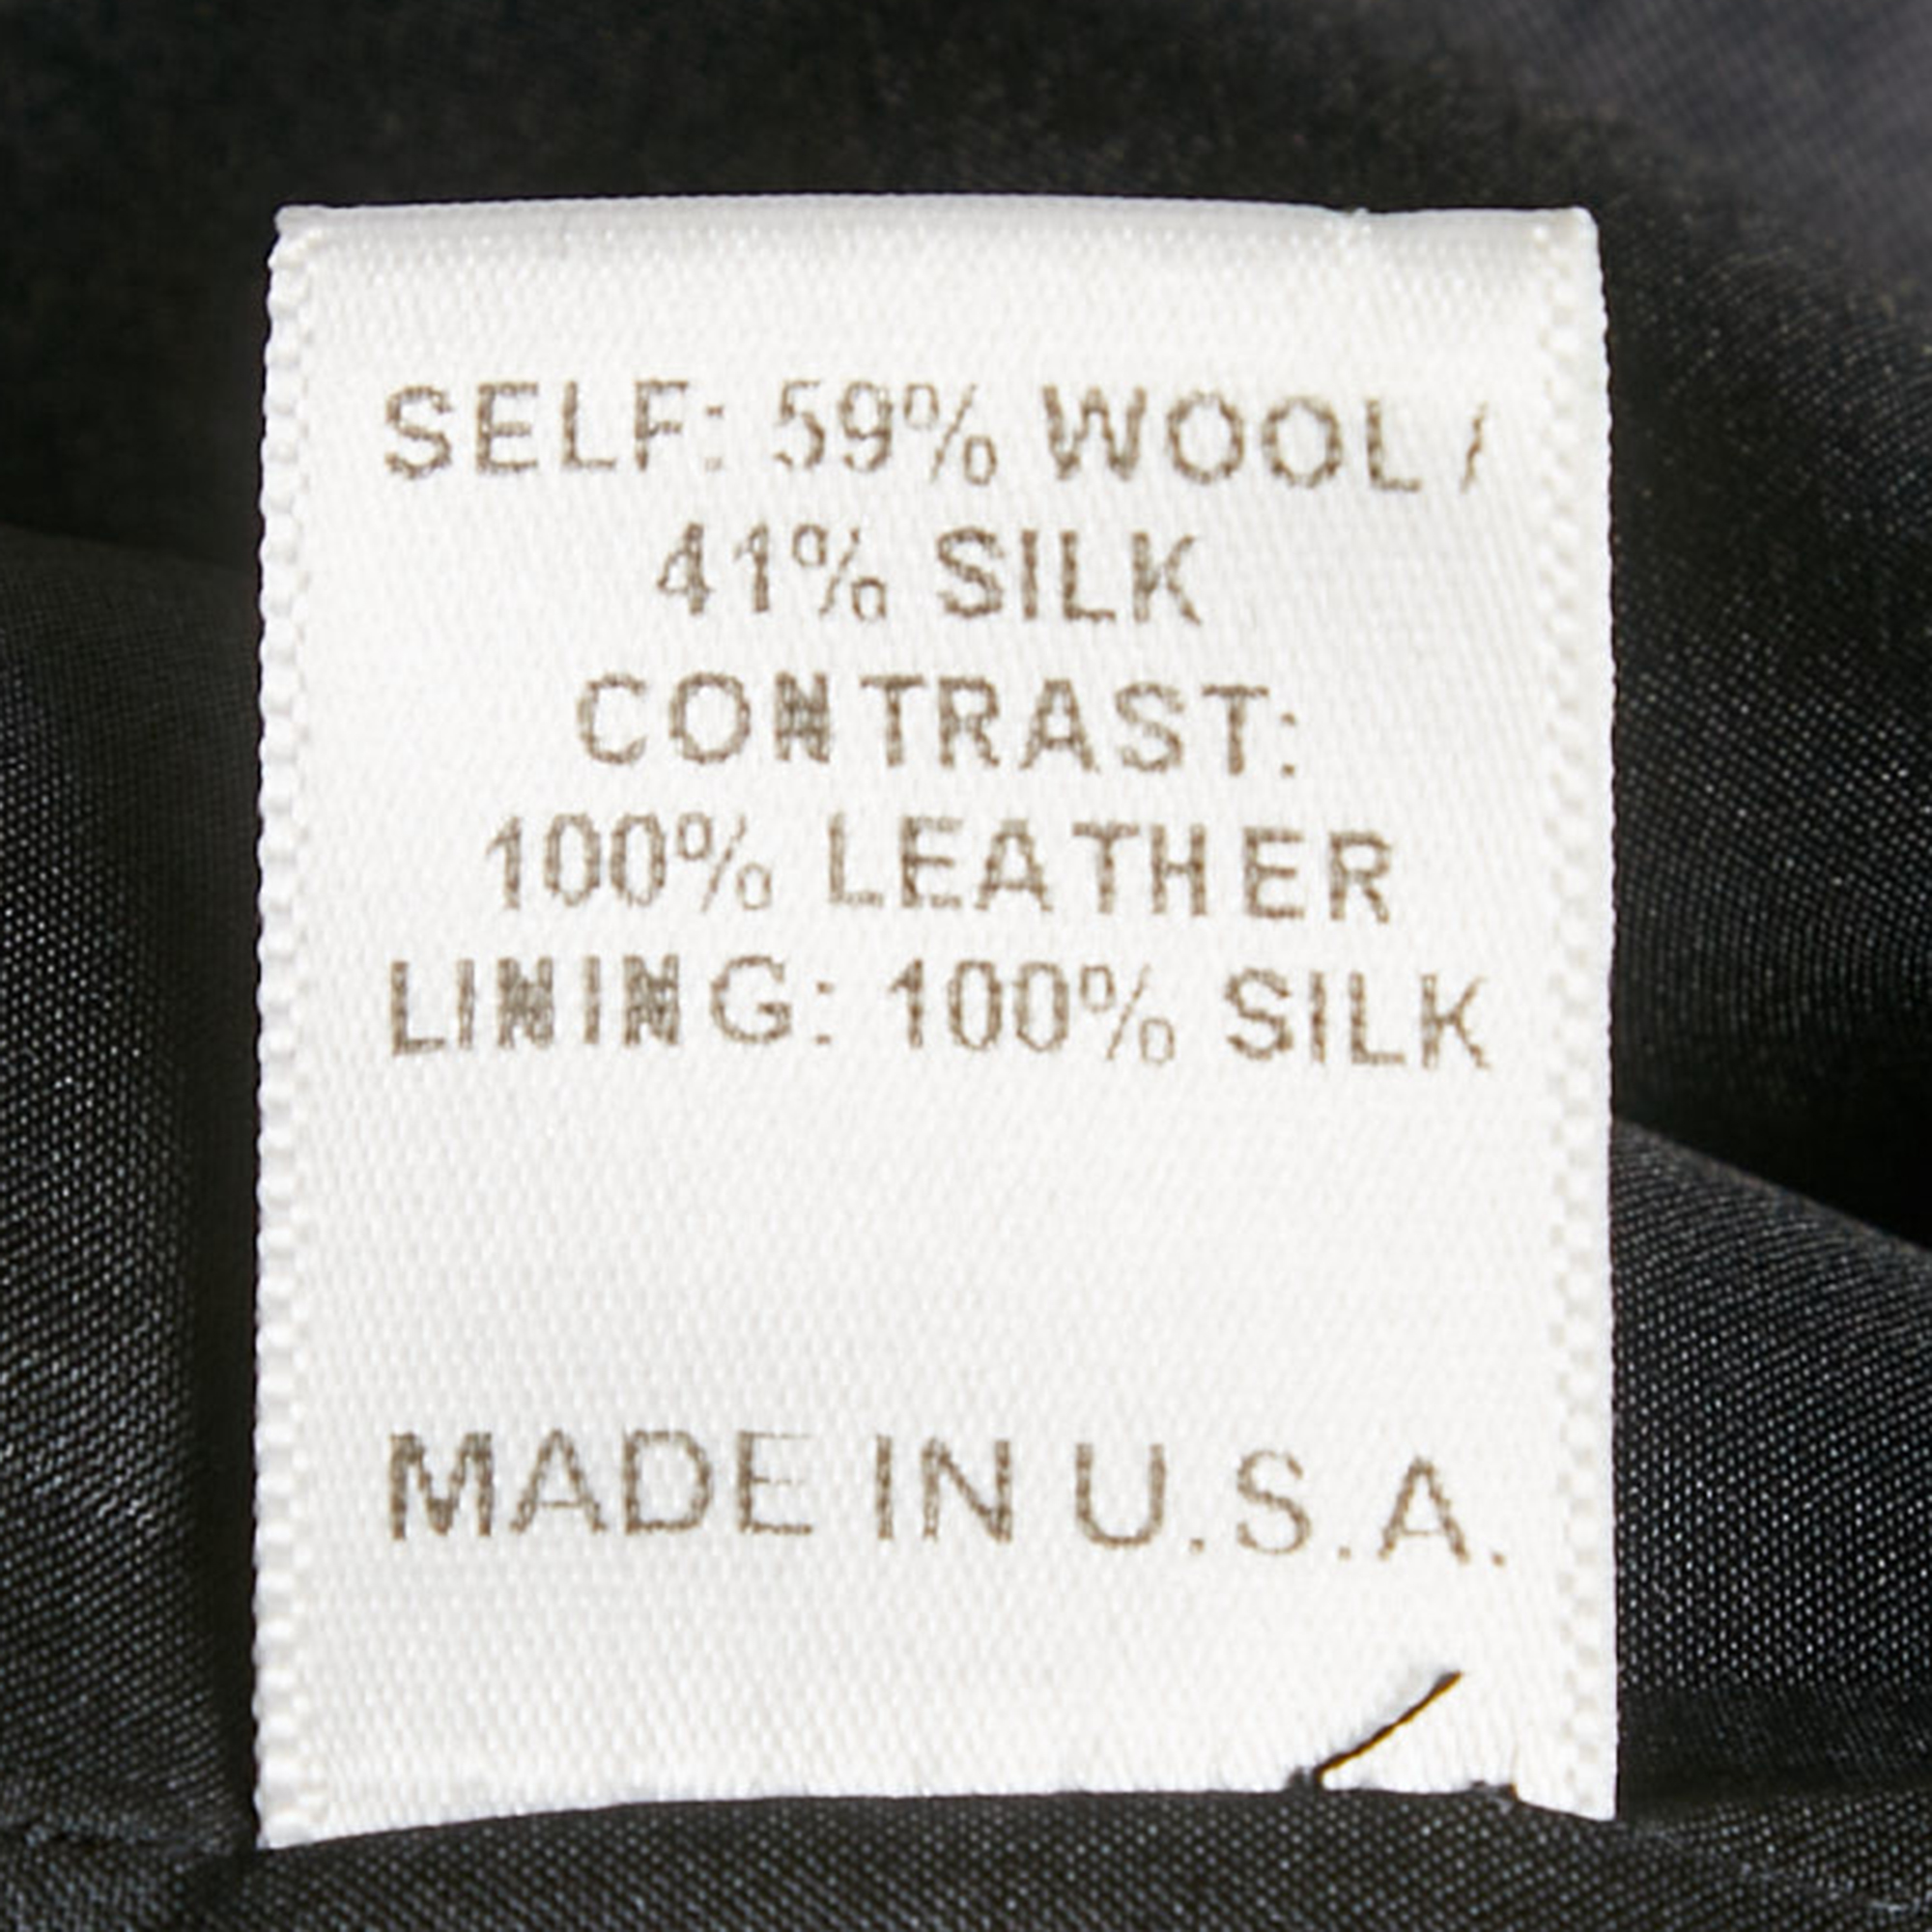 SELF: 59% WOOL /
41% SILK
CONTRAST:
100% LEATHER
LINING: 100% SILK
MADE IN U.S.A.